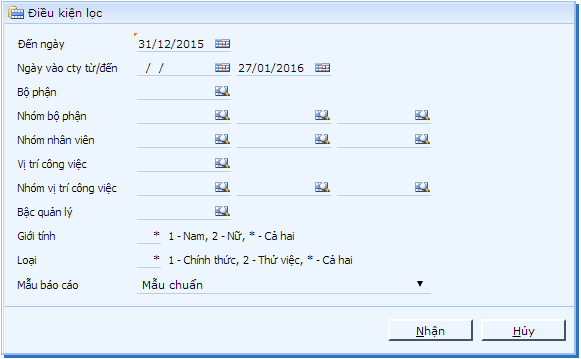 Điều kiện lọc
Đến ngày 31/12/2015
Ngày vào cty từ/đến / / 27/01/2016
Bộ phận
Nhóm bộ phận
Nhóm nhân viên
Vị trí công việc
Nhóm vị trí công việc
Bậc quản lý
Giới tính * 1 - Nam, 2 - Nữ, * - Cả hai
Loại * 1 - Chính thức, 2 - Thử việc, * - Cả hai
Mẫu báo cáo Mẫu chuẩn
Nhận Hủy